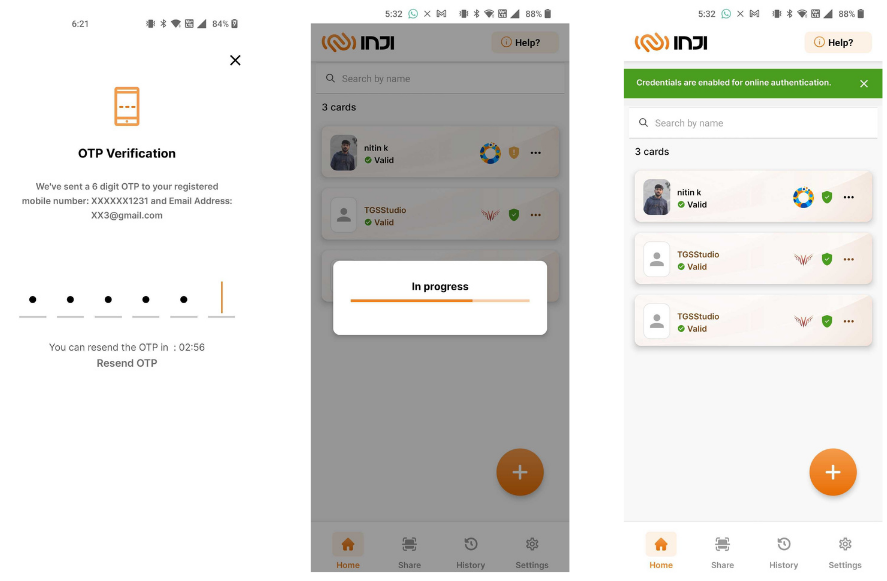 6:21
84%
OTP Verification
We've sent a 6 digit OTP to your registered
mobile number: XXXXXX1231 and Email Address:
XX3@gmail.com
You can resend the OTP in : 02:56
Resend OTP
5:32
88%
INJI
Help?
Search by name
3 cards
nitin k
Valid
TGSStudio
Valid
In progress
Home
Share
History
Settings
5:32
88%
INJI
Help?
Credentials are enabled for online authentication.
Search by name
3 cards
nitin k
Valid
TGSStudio
Valid
TGSStudio
Valid
Home
Share
History
Settings